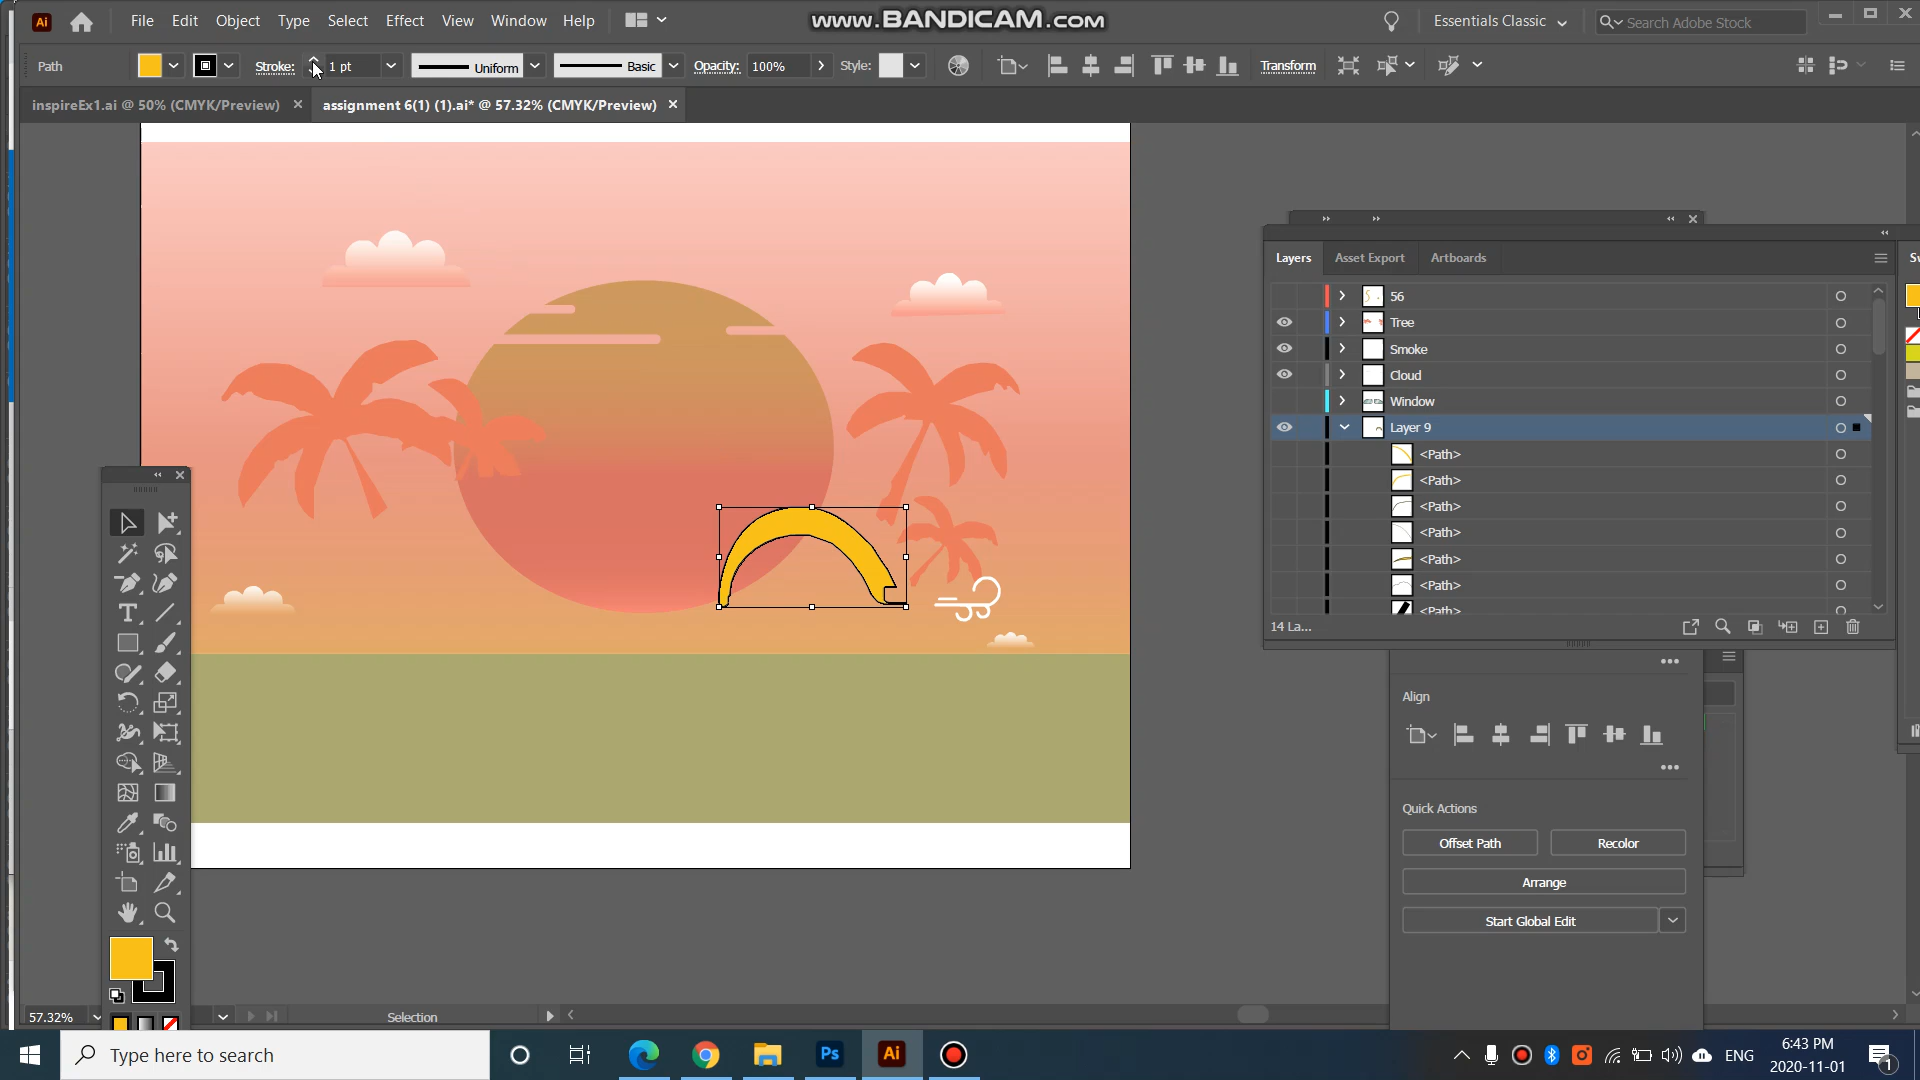 Ai File Edit Object Type Select Effect View Window Help www.BANDICAM.com Essentials Classic Search Adobe Stock
Path Stroke: 1 pt Uniform Basic Opacity: 100% Style: Transform
inspireEx1.ai @ 50% (CMYK/Preview) × assignment 6(1) (1).ai* @ 57.32% (CMYK/Preview) ×
Layers Asset Export Artboards
56
Tree
Smoke
Cloud
Window
Layer 9
<Path>
<Path>
<Path>
<Path>
<Path>
<Path>
<Path>
14 La...
Align
Quick Actions
Offset Path Recolor
Arrange
Start Global Edit
57.32% Selection
Type here to search Ps Ai ENG 6:43 PM
2020-11-01 1